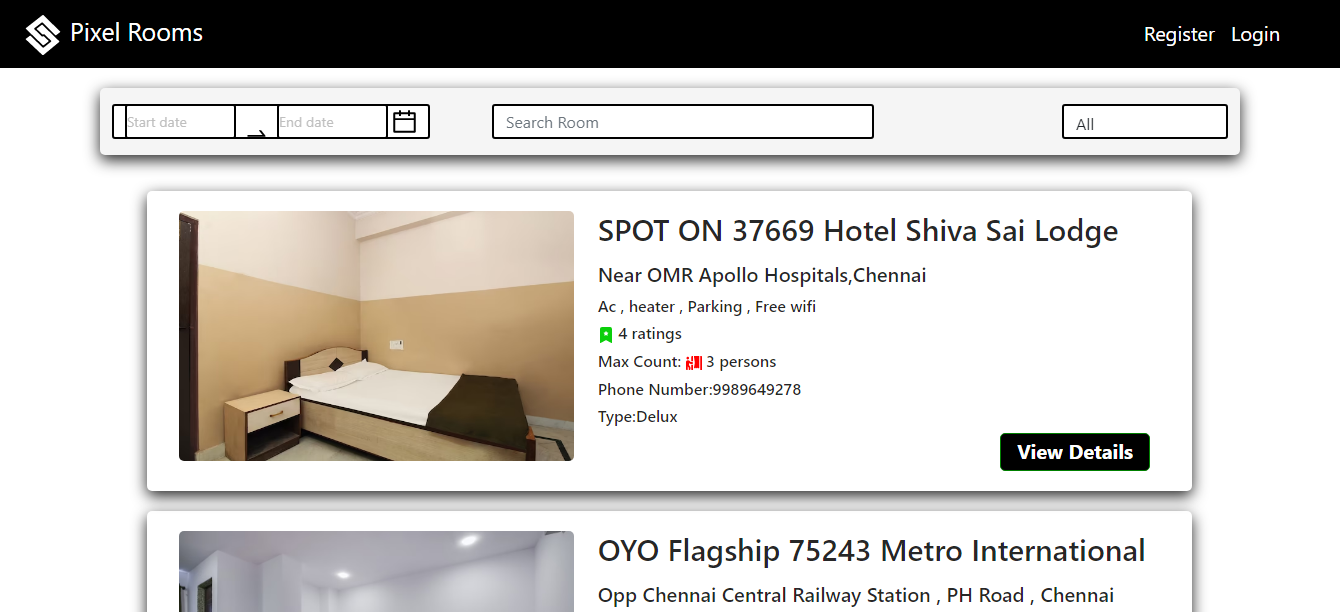 Pixel Rooms
Register Login
Start date
End date
Search Room
All
SPOT ON 37669 Hotel Shiva Sai Lodge
Near OMR Apollo Hospitals,Chennai
Ac , heater , Parking , Free wifi
4 ratings
Max Count: 3 persons
Phone Number:9989649278
Type:Delux
View Details
OYO Flagship 75243 Metro International
Opp Chennai Central Railway Station , PH Road , Chennai